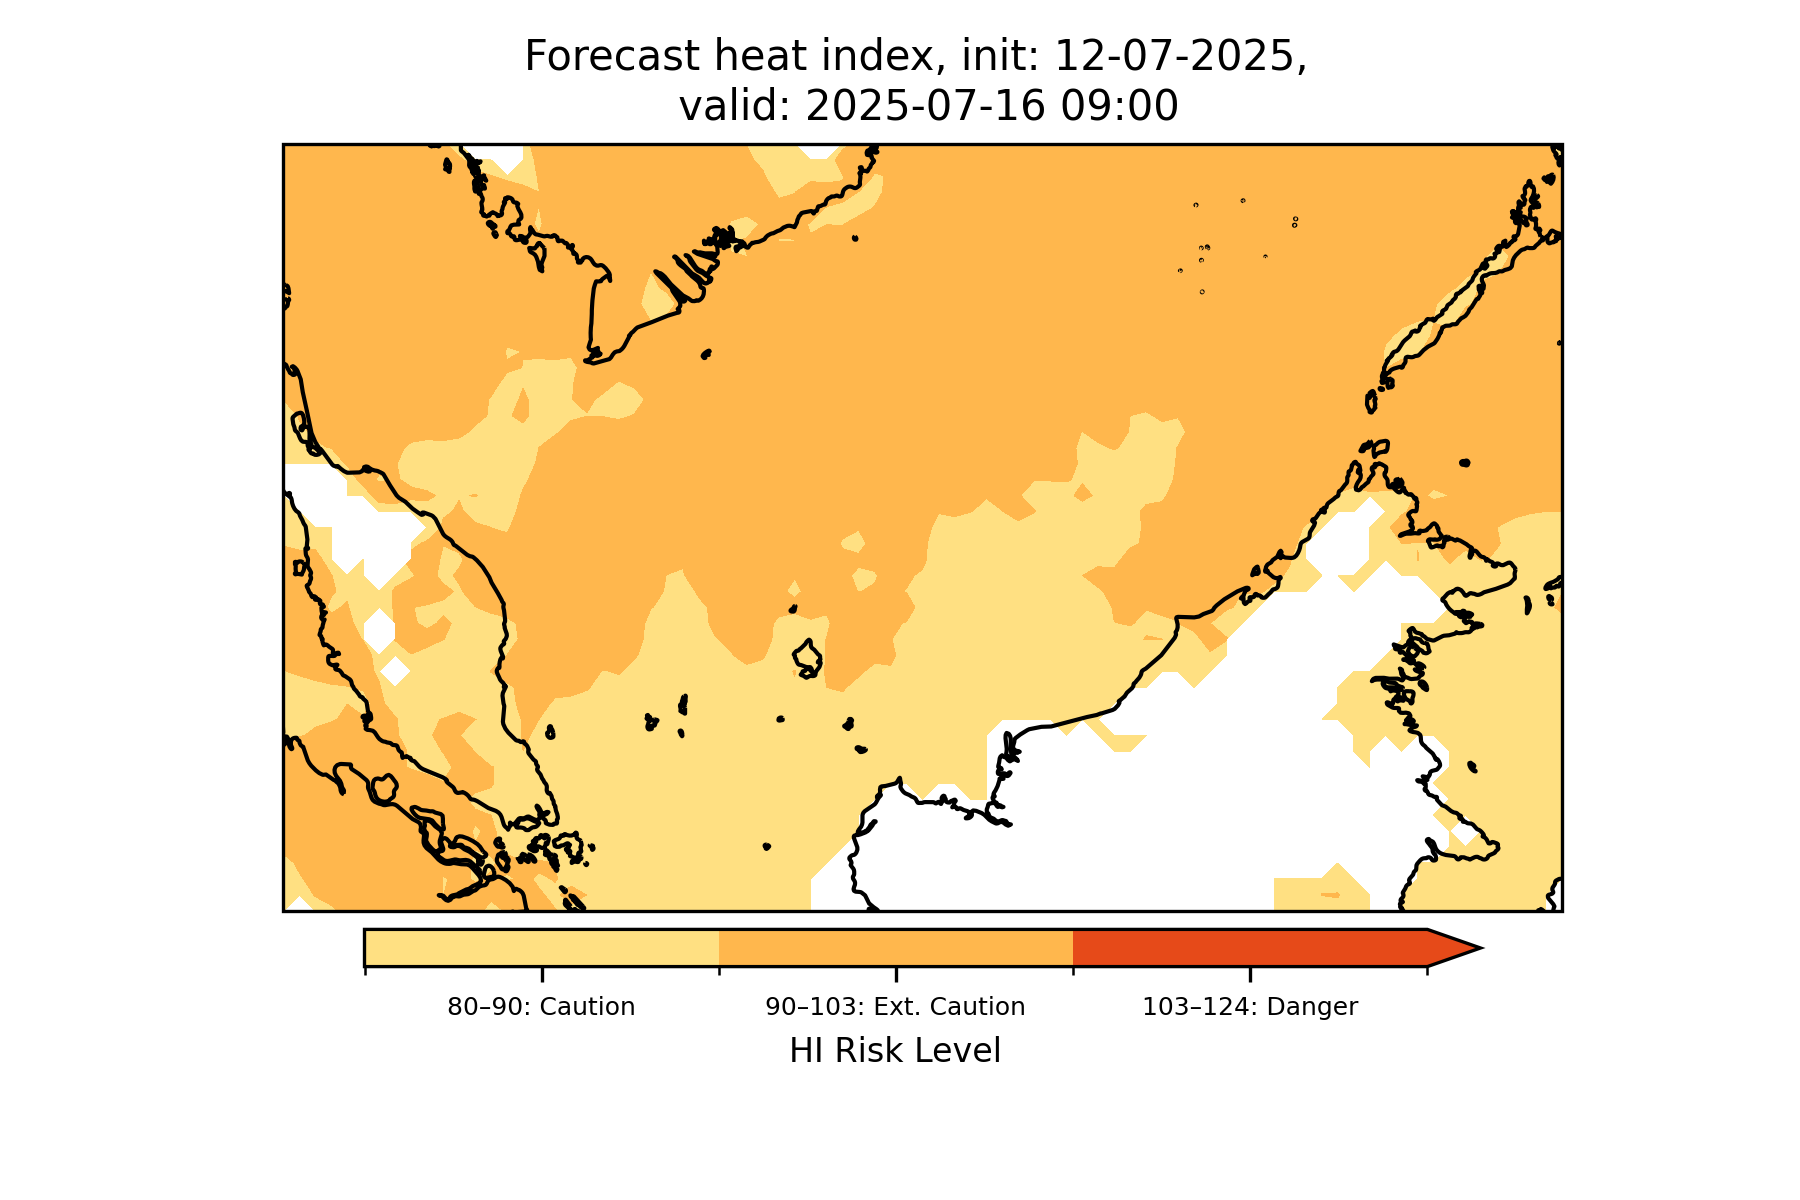 Forecast heat index, init: 12-07-2025,
valid: 2025-07-16 09:00
80–90: Caution
90–103: Ext. Caution
103–124: Danger
HI Risk Level